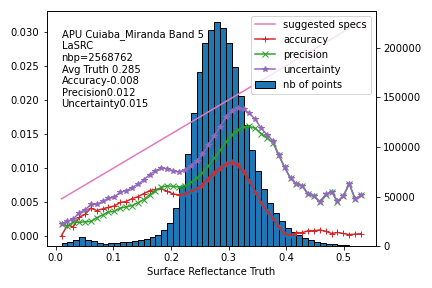 APU Cuiaba_Miranda Band 5
LaSRC
nbp=2568762
Avg Truth 0.285
Accuracy-0.008
Precision0.012
Uncertainty0.015
suggested specs
accuracy
precision
uncertainty
nb of points
0.030
0.025
0.020
0.015
0.010
0.005
0.000
200000
150000
100000
50000
0
0.0 0.1 0.2 0.3 0.4 0.5
Surface Reflectance Truth